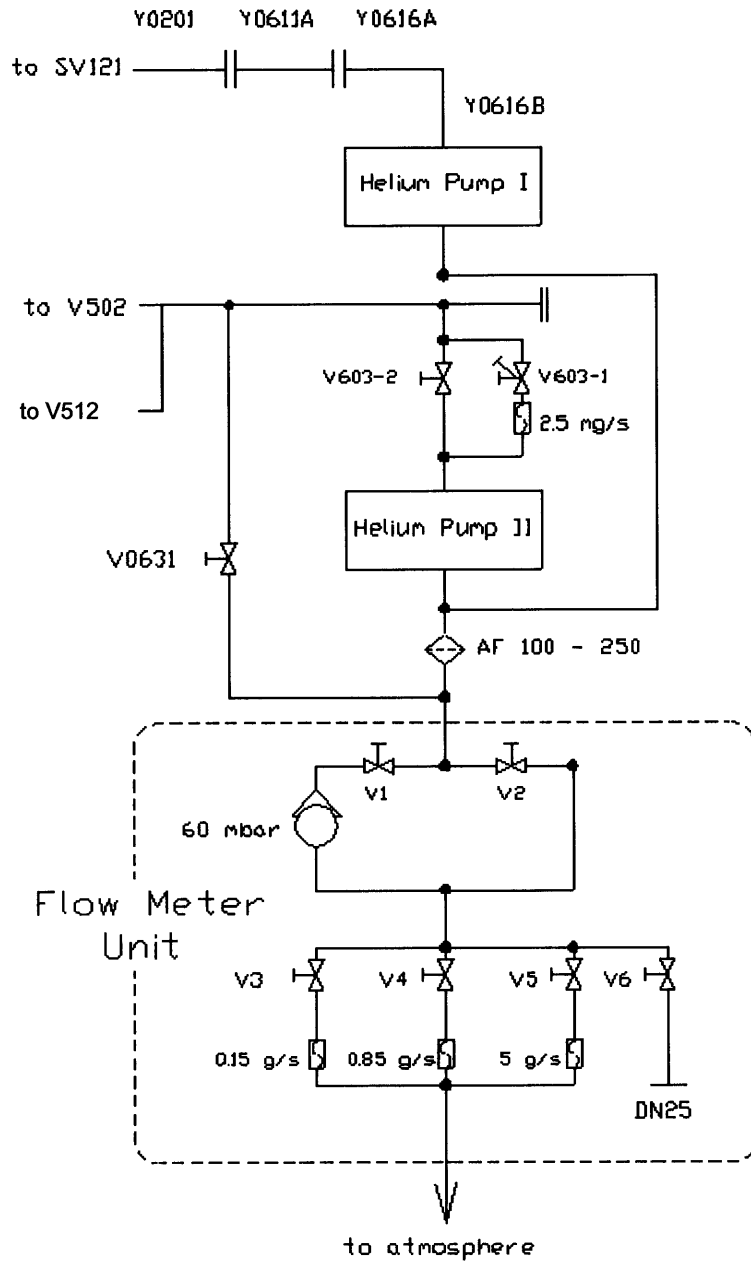 Y0201 Y0611A Y0616A
to SV121
Y0616B
Helium Pump I
to V502
V603-2 V603-1
to V512
2.5 mg/s
Helium Pump II
V0631
AF 100 - 250
V1 V2
60 mbar
Flow Meter
Unit
V3 V4 V5 V6
0.15 g/s 0.85 g/s 5 g/s
DN25
to atmosphere